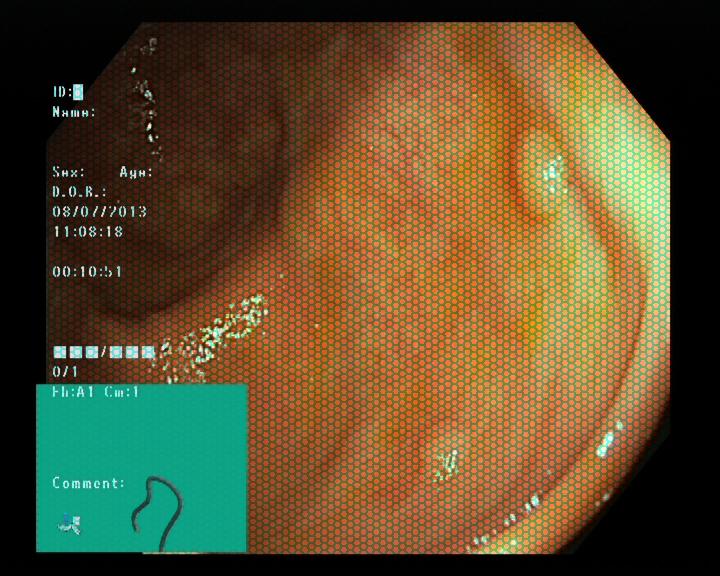 ID:
Name:
Sex: Age:
D.O.R.:
08/07/2013
11:08:18
00:10:51
/
0/1
Eh:A1 Cm:1
Comment: